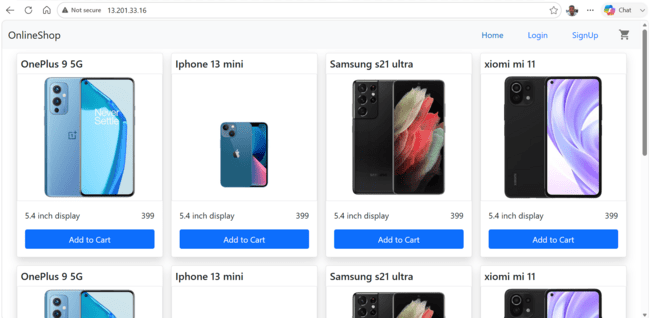 Not secure 13.201.33.16
Chat
OnlineShop Home Login SignUp
OnePlus 9 5G Iphone 13 mini Samsung s21 ultra xiomi mi 11
Never
Settle
5.4 inch display 399 5.4 inch display 399 5.4 inch display 399 5.4 inch display 399
Add to Cart Add to Cart Add to Cart Add to Cart
OnePlus 9 5G Iphone 13 mini Samsung s21 ultra xiomi mi 11